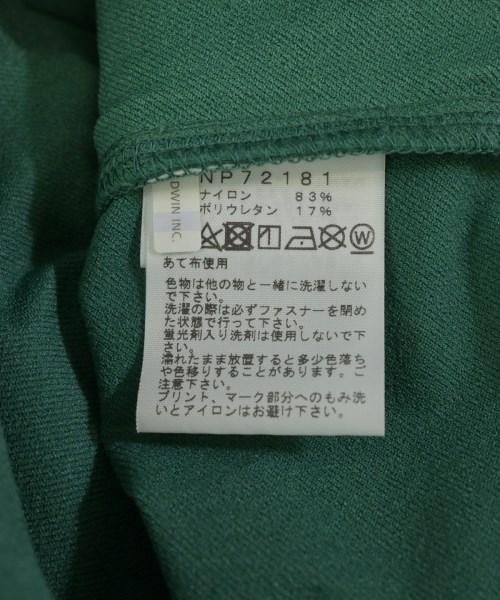 NP72181
ナイロン 83%
ポリウレタン 17%
DWIN INC.
W
あて布使用
色物は他の物と一緒に洗濯しない
で下さい。
洗濯の際は必ずファスナーを閉め
た状態で行って下さい。
蛍光剤入り洗剤は使用しないで下
さい。
濡れたまま放置すると多少色落ち
や色移りすることがあります。ご
注意下さい。
プリント、マーク部分へのもみ洗
いとアイロンはお避け下さい。